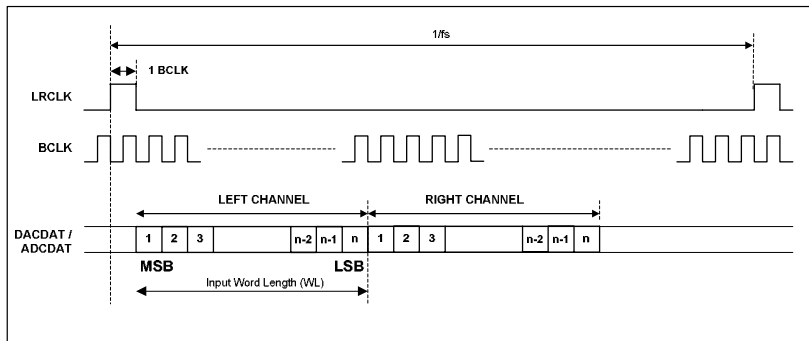 1/fs
1 BCLK
LRCLK
BCLK
LEFT CHANNEL
RIGHT CHANNEL
DACDAT /
ADCDAT
1 2 3 n-2 n-1 n 1 2 3 n-2 n-1 n
MSB LSB
Input Word Length (WL)